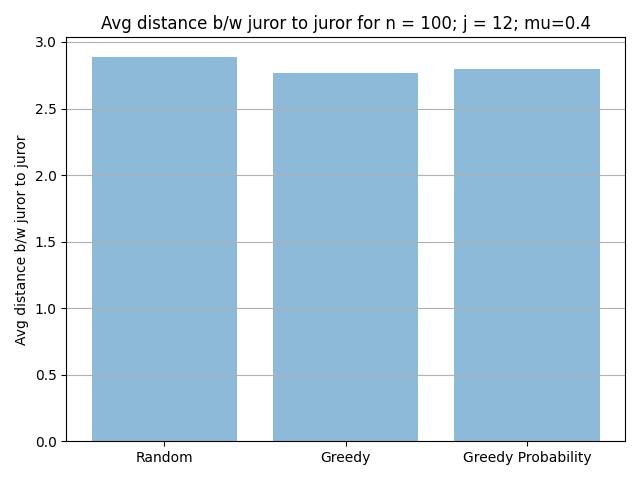 Avg distance b/w juror to juror for n = 100; j = 12; mu=0.4
Avg distance b/w juror to juror
3.0
2.5
2.0
1.5
1.0
0.5
0.0
Random
Greedy
Greedy Probability